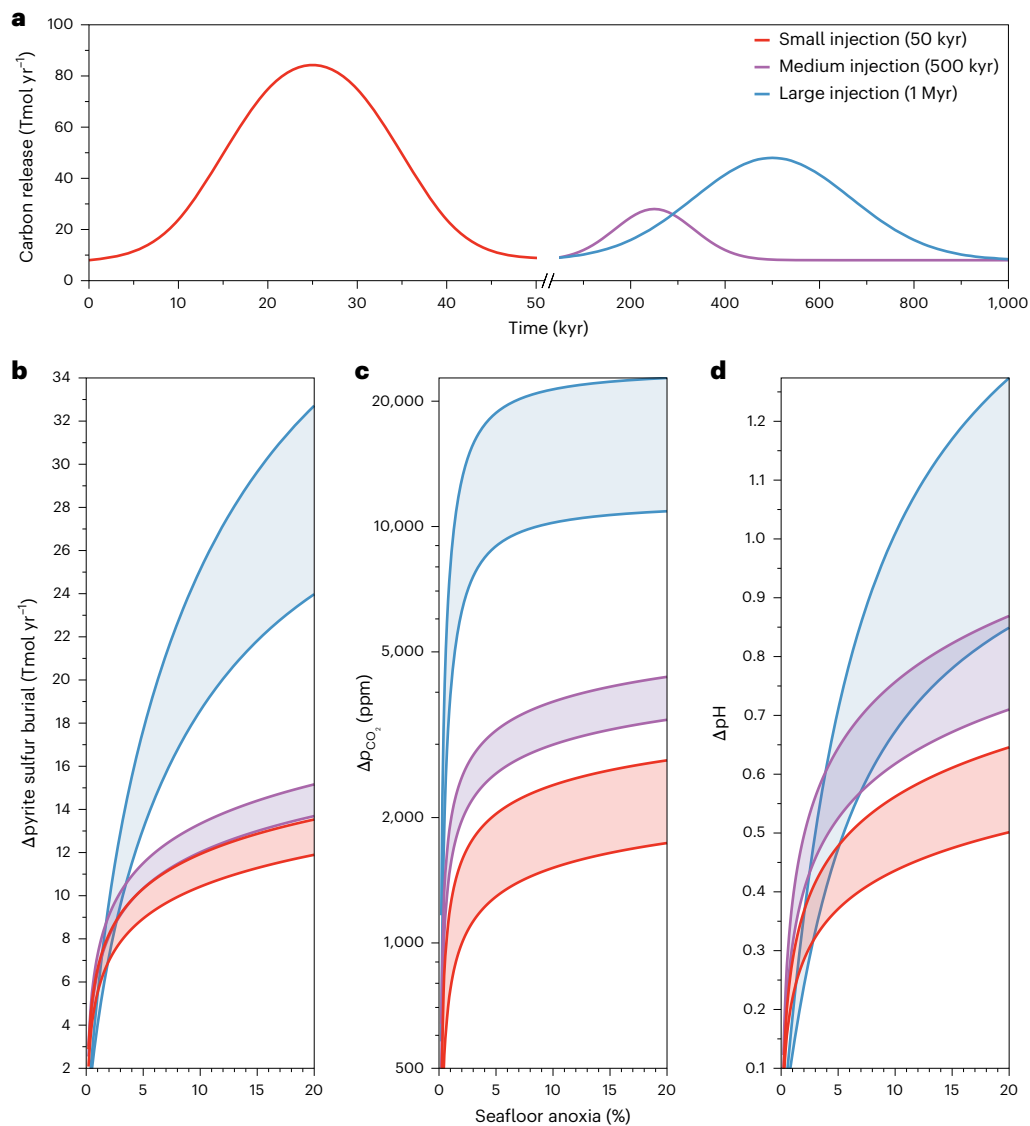 a
Carbon release (Tmol yr⁻¹)
100
80
60
40
20
0
Small injection (50 kyr)
Medium injection (500 kyr)
Large injection (1 Myr)
0 10 20 30 40 50 200 400 600 800 1,000
Time (kyr)
b
Δpyrite sulfur burial (Tmol yr⁻¹)
34
32
30
28
26
24
22
20
18
16
14
12
10
8
6
4
2
0 5 10 15 20
c
ΔpCO₂ (ppm)
20,000
10,000
5,000
2,000
1,000
500
0 5 10 15 20
Seafloor anoxia (%)
d
ΔpH
1.2
1.1
1.0
0.9
0.8
0.7
0.6
0.5
0.4
0.3
0.2
0.1
0 5 10 15 20